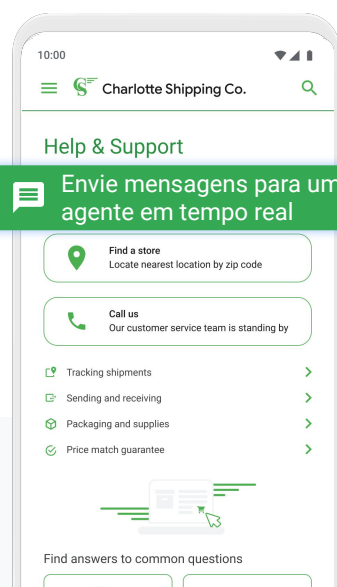 10:00
Charlotte Shipping Co.
Help & Support
Envie mensagens para um
agente em tempo real
Find a store
Locate nearest location by zip code
Call us
Our customer service team is standing by
Tracking shipments
Sending and receiving
Packaging and supplies
Price match guarantee
Find answers to common questions